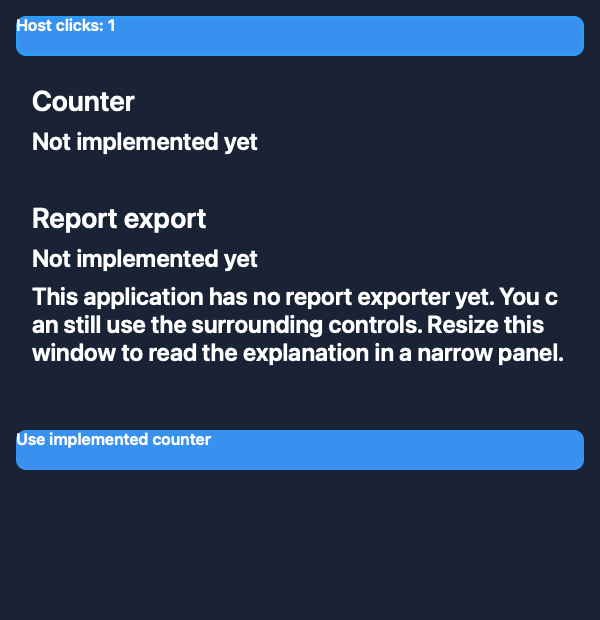 Host clicks: 1
Counter
Not implemented yet
Report export
Not implemented yet
This application has no report exporter yet. You c
an still use the surrounding controls. Resize this
window to read the explanation in a narrow panel.
Use implemented counter